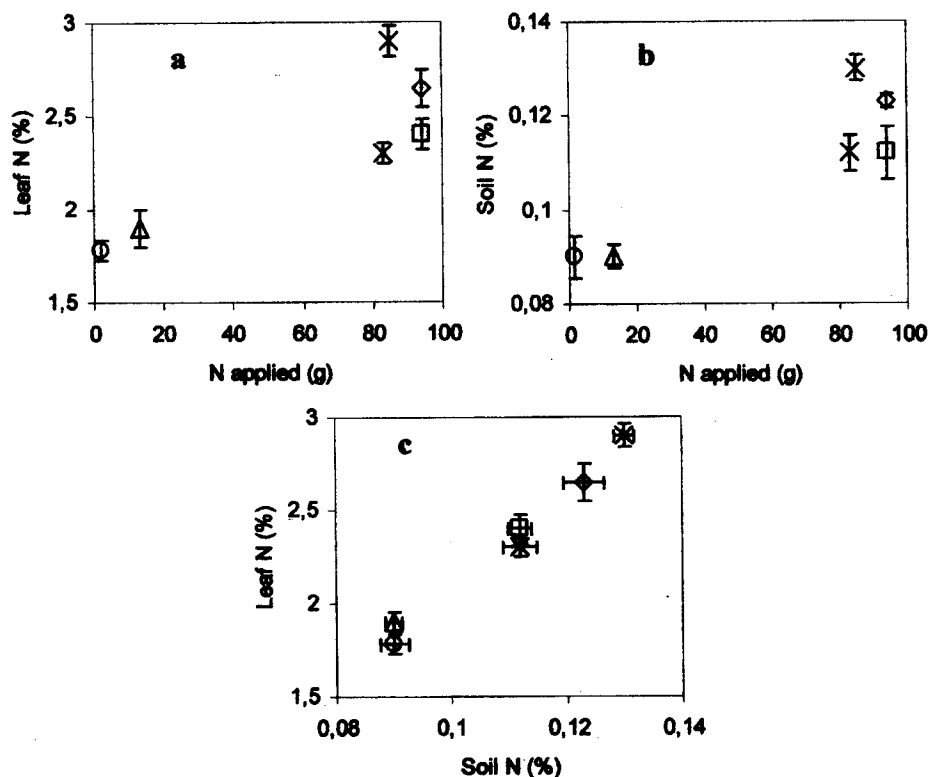 a
Leaf N (%)
3
2,5
2
1,5
0 20 40 60 80 100
N applied (g)
b
Soil N (%)
0,14
0,12
0,1
0,08
0 20 40 60 80 100
N applied (g)
c
Leaf N (%)
3
2,5
2
1,5
0,08 0,1 0,12 0,14
Soil N (%)